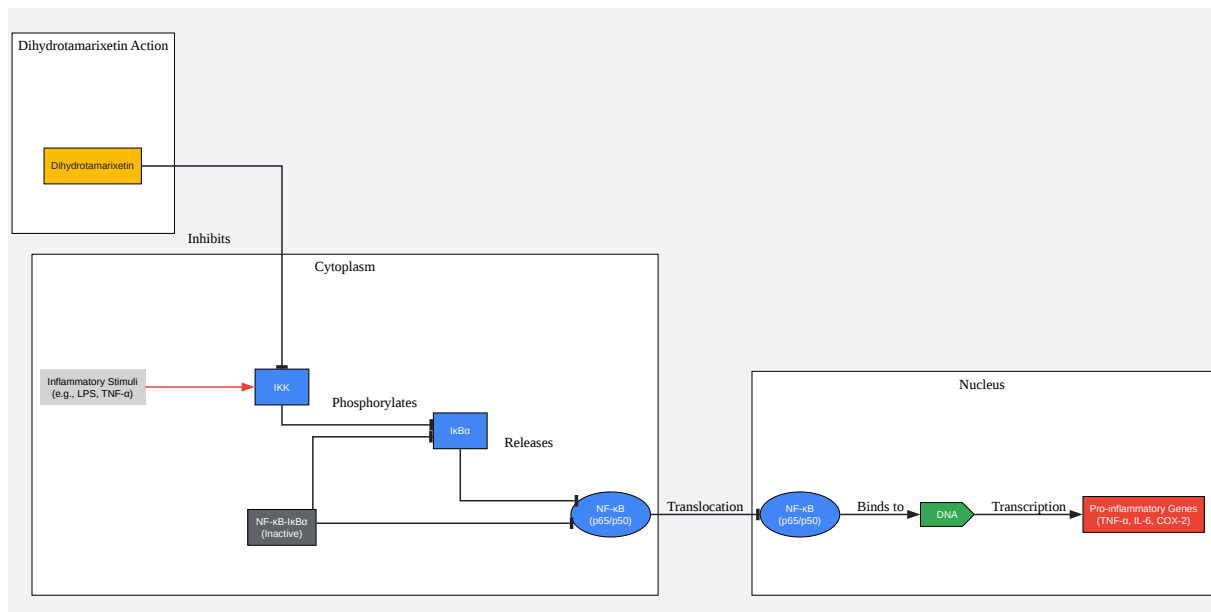 Dihydrotamarixetin Action
Dihydrotamarixetin
Inhibits
Cytoplasm
Inflammatory Stimuli
(e.g., LPS, TNF-α)
IKK
Phosphorylates
IκBα
Releases
NF-κB-IκBα
(Inactive)
NF-κB
(p65/p50)
Translocation
Nucleus
NF-κB
(p65/p50)
Binds to
DNA
Transcription
Pro-inflammatory Genes
(TNF-α, IL-6, COX-2)